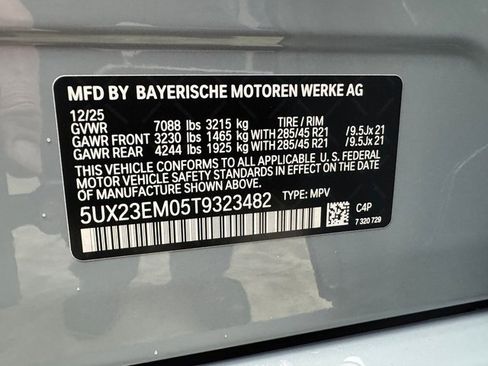 MFD BY BAYERISCHE MOTOREN WERKE AG
12/25
GVWR 7088 lbs 3215 kg TIRE / RIM
GAWR FRONT 3230 lbs 1465 kg WITH 285/45 R21 /9.5Jx 21
GAWR REAR 4244 lbs 1925 kg WITH 285/45 R21 /9.5Jx 21
THIS VEHICLE CONFORMS TO ALL APPLICABLE U.S. FEDERAL
MOTOR VEHICLE SAFETY STANDARDS IN EFFECT ON THE DATE
OF MANUFACTURE SHOWN ABOVE.
5UX23EM05T9323482 TYPE: MPV
C4P
7 320 729